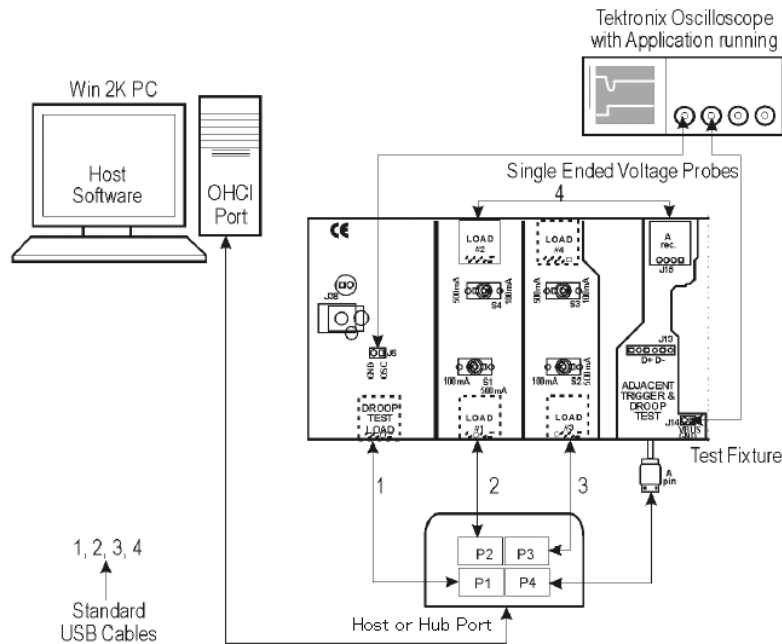 Tektronix Oscilloscope
with Application running
Win 2K PC
Host
Software
OHCI
Port
Single Ended Voltage Probes
4
CE
LOAD
#2
LOAD
#4
A
rec.
J15
J38
500mA
100mA
S4
500mA
100mA
S3
J6
GND
OSC
J13
D+ D-
100mA
S1
500mA
100mA
S2
500mA
ADJACENT
TRIGGER &
DROOP
TEST
DROOP
TEST
LOAD
LOAD
#1
LOAD
#3
J14
VBUS
GND
Test Fixture
1
2
3
A
pin
P2
P3
P1
P4
1, 2, 3, 4
Standard
USB Cables
Host or Hub Port